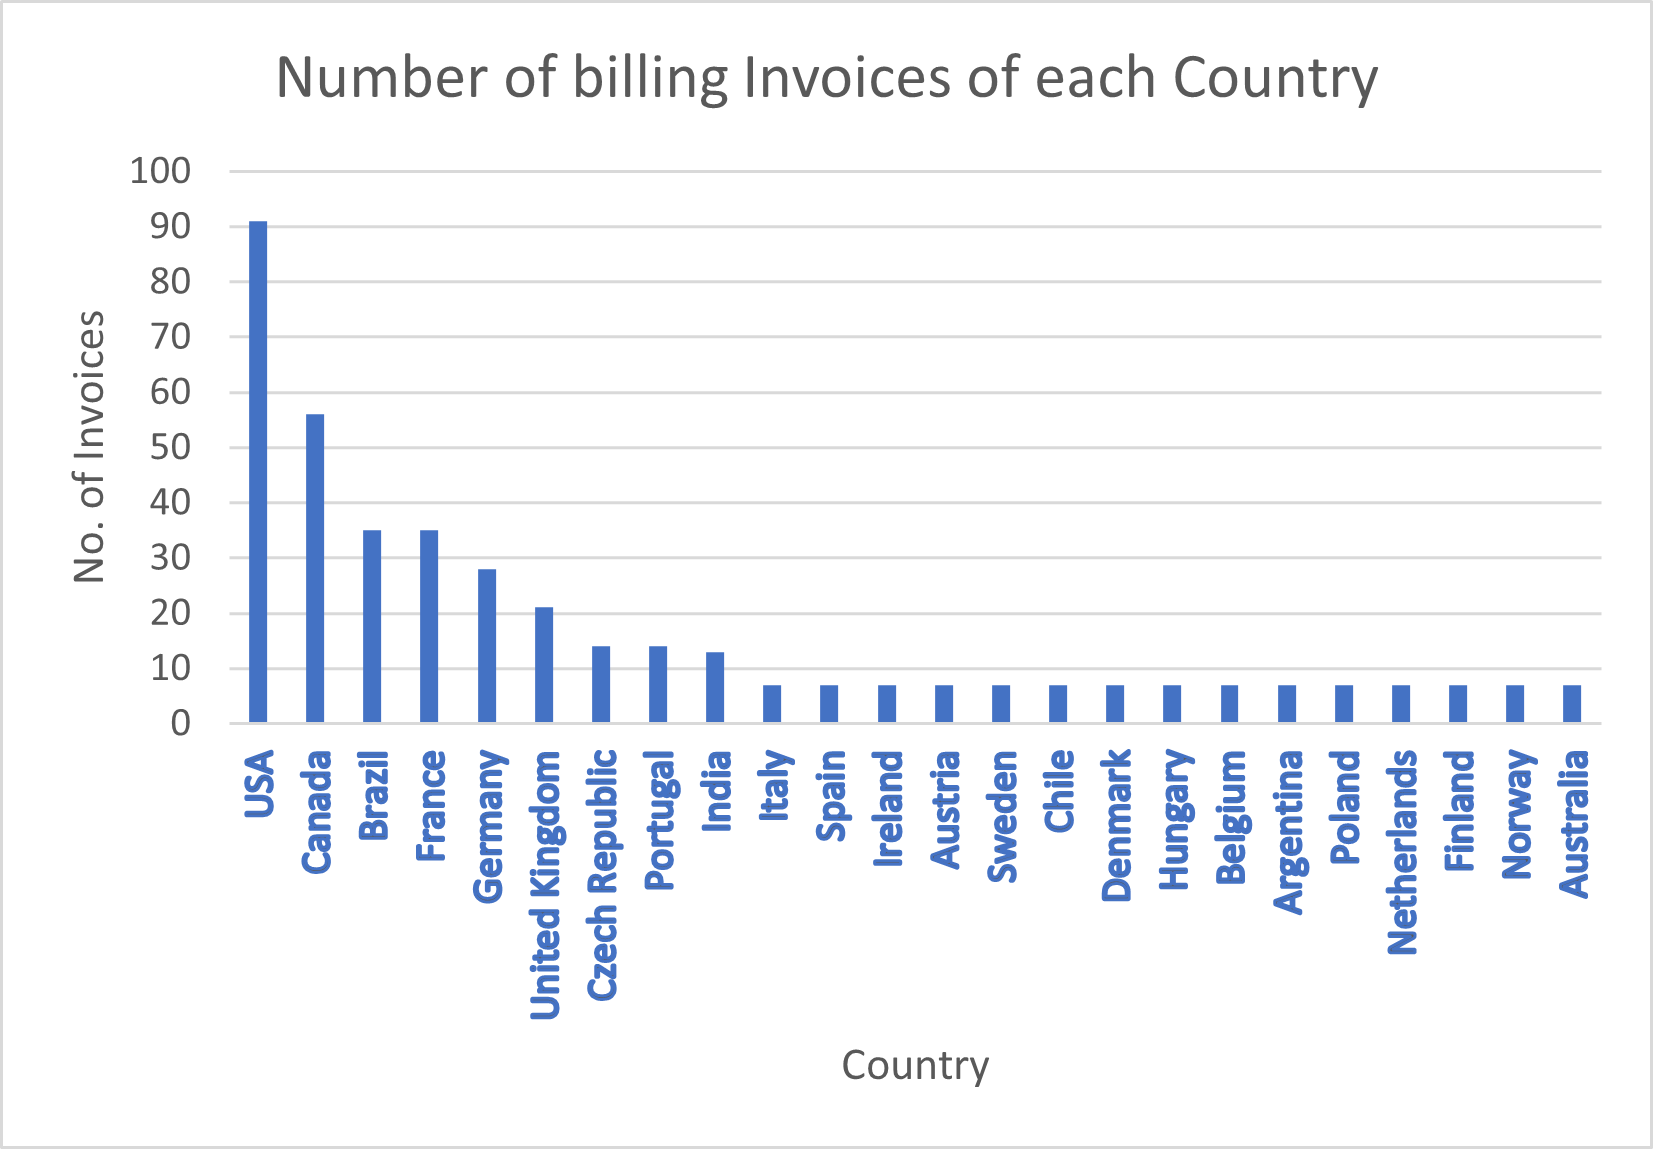 Number of billing Invoices of each Country
No. of Invoices
100
90
80
70
60
50
40
30
20
10
0
USA
Canada
Brazil
France
Germany
United Kingdom
Czech Republic
Portugal
India
Italy
Spain
Ireland
Austria
Sweden
Chile
Denmark
Hungary
Belgium
Argentina
Poland
Netherlands
Finland
Norway
Australia
Country